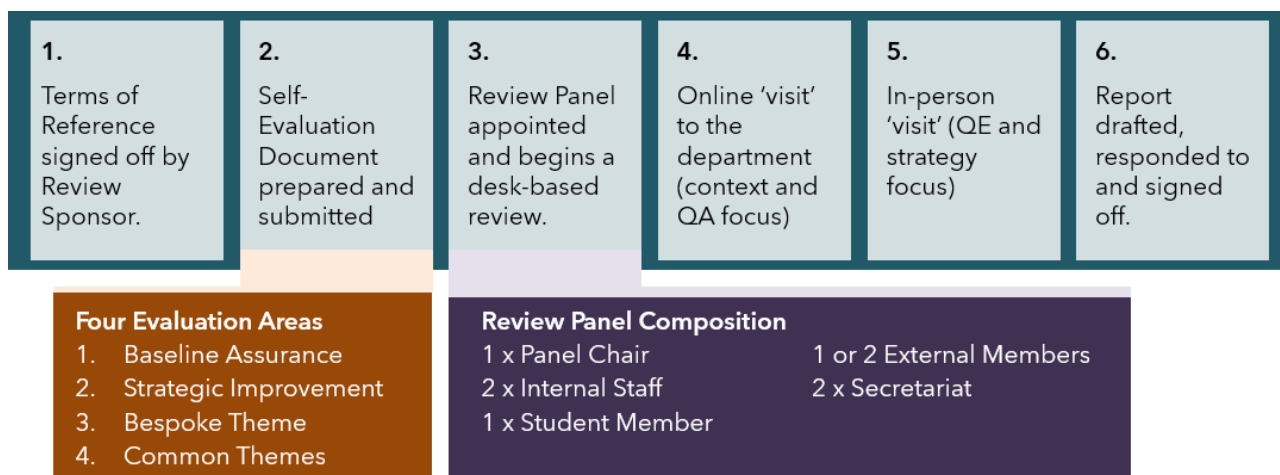 1.
Terms of
Reference
signed off by
Review
Sponsor.
2.
Self-
Evaluation
Document
prepared and
submitted
3.
Review Panel
appointed
and begins a
desk-based
review.
4.
Online ‘visit’
to the
department
(context and
QA focus)
5.
In-person
‘visit’ (QE and
strategy
focus)
6.
Report
drafted,
responded to
and signed
off.
Four Evaluation Areas
1. Baseline Assurance
2. Strategic Improvement
3. Bespoke Theme
4. Common Themes
Review Panel Composition
1 x Panel Chair
2 x Internal Staff
1 x Student Member
1 or 2 External Members
2 x Secretariat